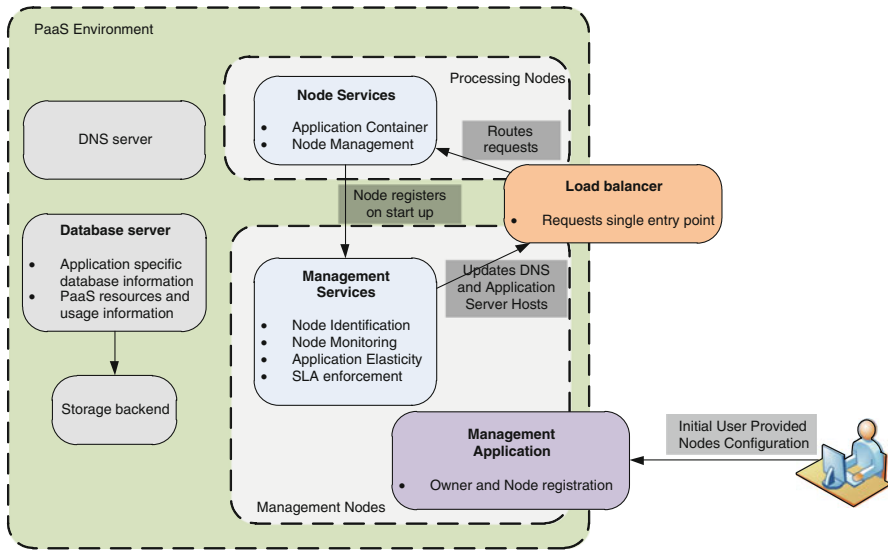 PaaS Environment
Processing Nodes
Node Services
• Application Container
• Node Management
Routes
requests
DNS server
Load balancer
• Requests single entry point
Node registers
on start up
Database server
• Application specific
database information
• PaaS resources and
usage information
Management
Services
• Node Identification
• Node Monitoring
• Application Elasticity
• SLA enforcement
Updates DNS
and Application
Server Hosts
Storage backend
Management
Application
• Owner and Node registration
Initial User Provided
Nodes Configuration
Management Nodes